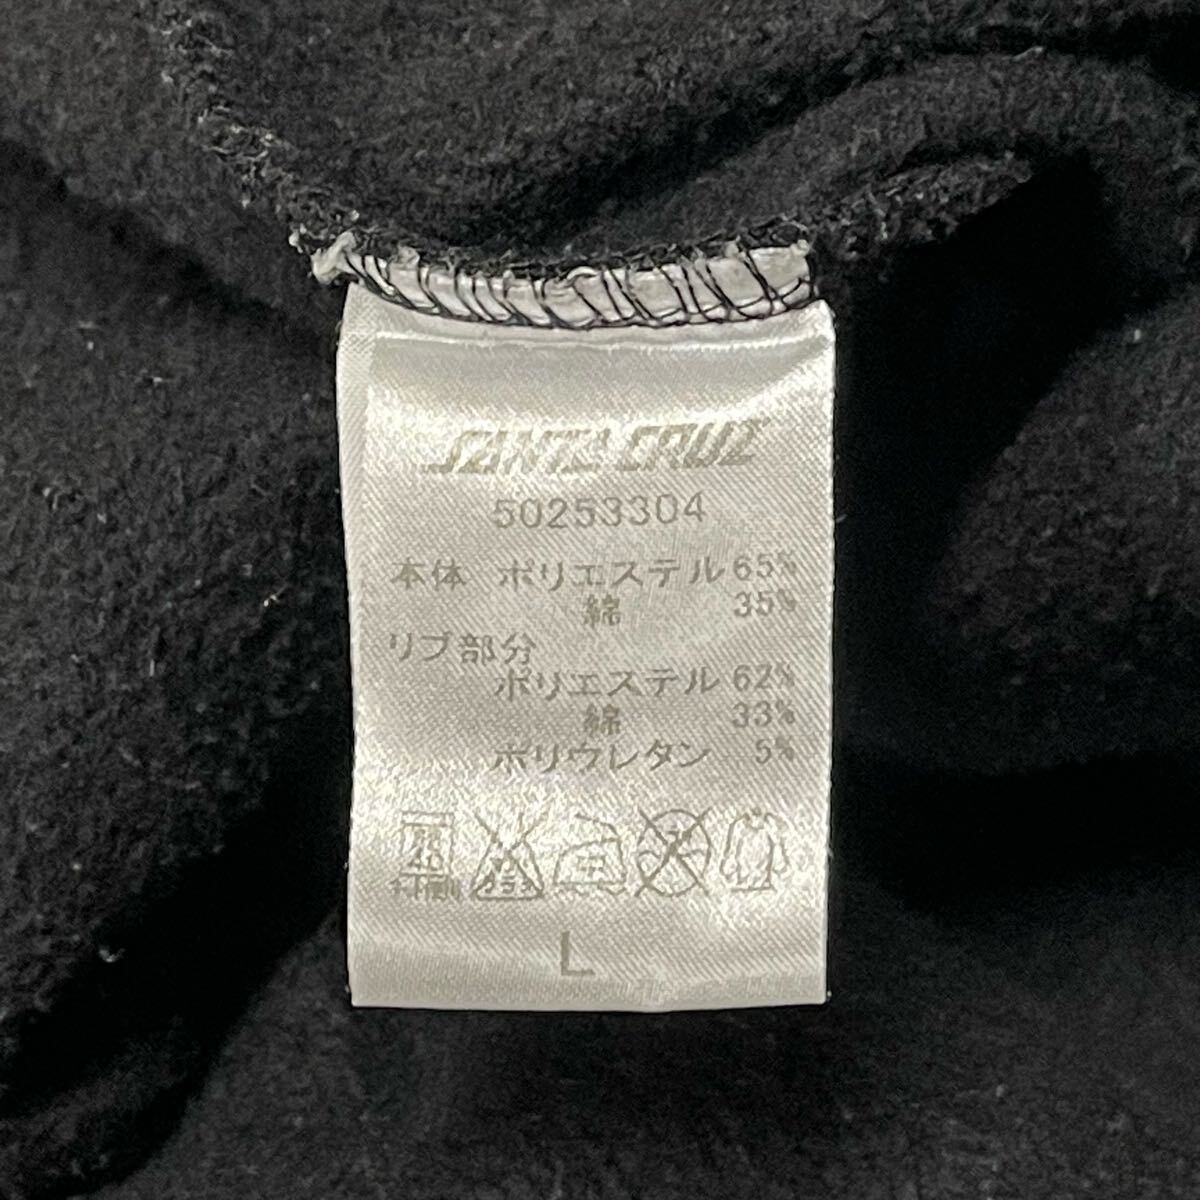 SANTA CRUZ
50253304
本体 ポリエステル 65%
綿 35%
リブ部分
ポリエステル 62%
綿 33%
ポリウレタン 5%
L